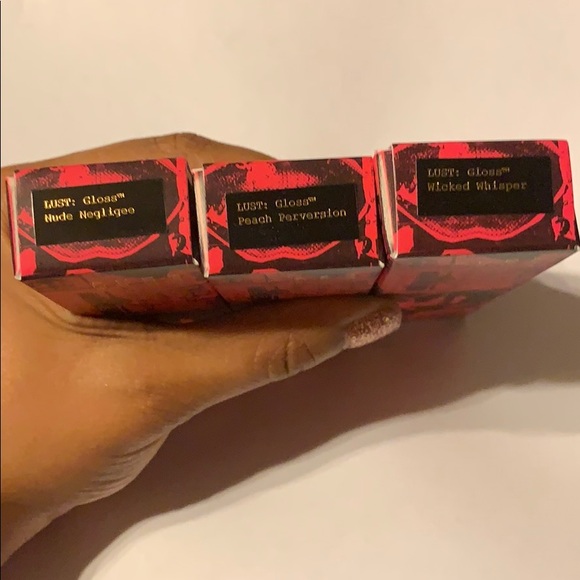 LUST: Gloss™
Nude Negligee
LUST: Gloss™
Peach Perversion
LUST: Gloss™
Wicked Whisper